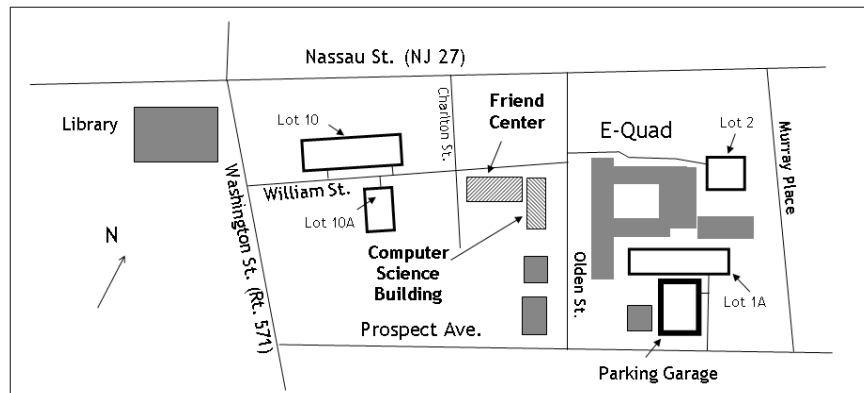 Nassau St. (NJ 27)
Library
Lot 10
Charlton St.
Friend
Center
E-Quad
Lot 2
Murray Place
Washington St. (Rt. 571)
William St.
Lot 10A
N
Computer
Science
Building
Olden St.
Lot 1A
Prospect Ave.
Parking Garage